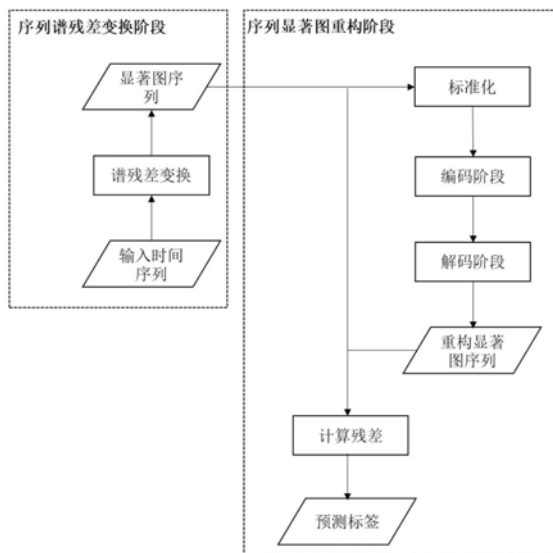 序列谱残差变换阶段
显著图序
列
谱残差变换
输入时间
序列
序列显著图重构阶段
标准化
编码阶段
解码阶段
重构显著
图序列
计算残差
预测标签